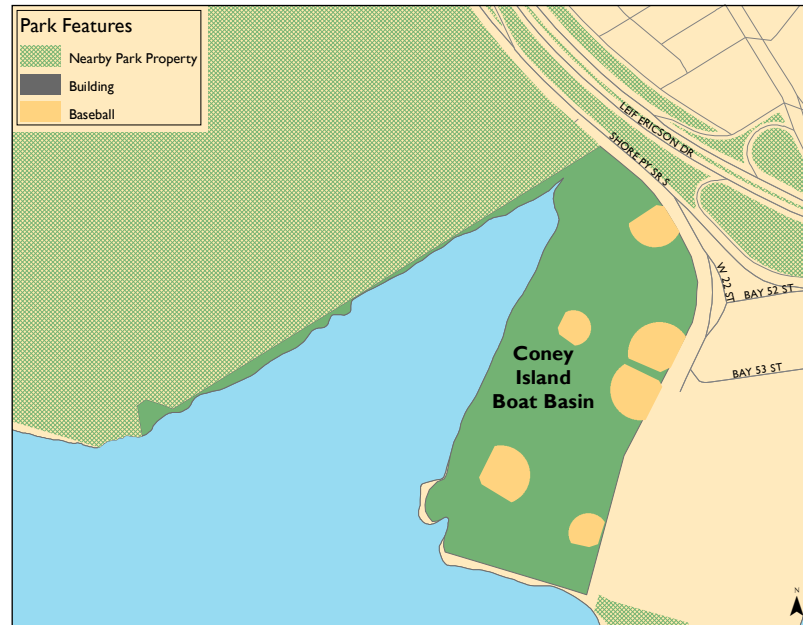 Park Features
Nearby Park Property
Building
Baseball
LEIF ERICSON DR
SHORE PY SR S
W 22 ST
BAY 52 ST
BAY 53 ST
Coney
Island
Boat Basin
N